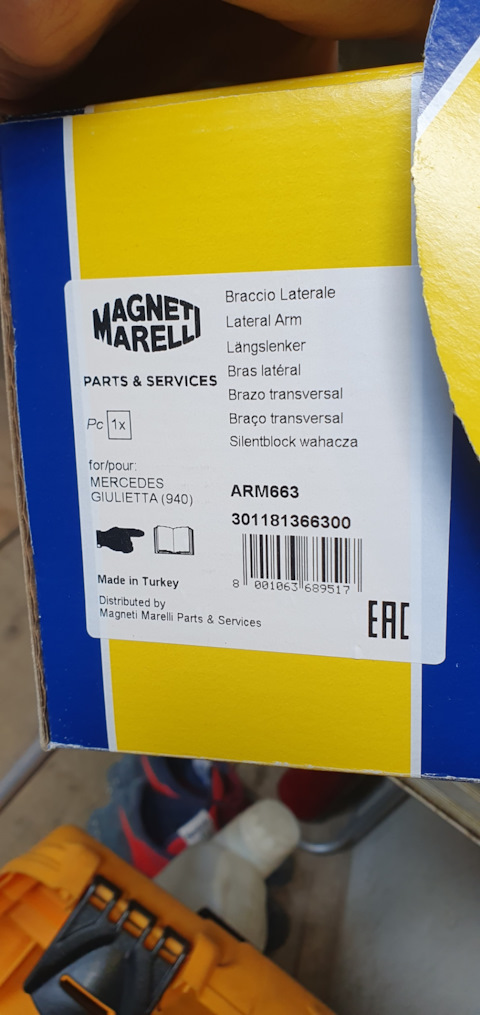 MAGNETI
MARELLI
PARTS & SERVICES
Pc 1x
for/pour:
MERCEDES
GIULIETTA (940)
Made in Turkey
Distributed by
Magneti Marelli Parts & Services
Braccio Laterale
Lateral Arm
Längslenker
Bras latéral
Brazo transversal
Braço transversal
Silentblock wahacza
ARM663
301181366300
8 001063 689517
EAC